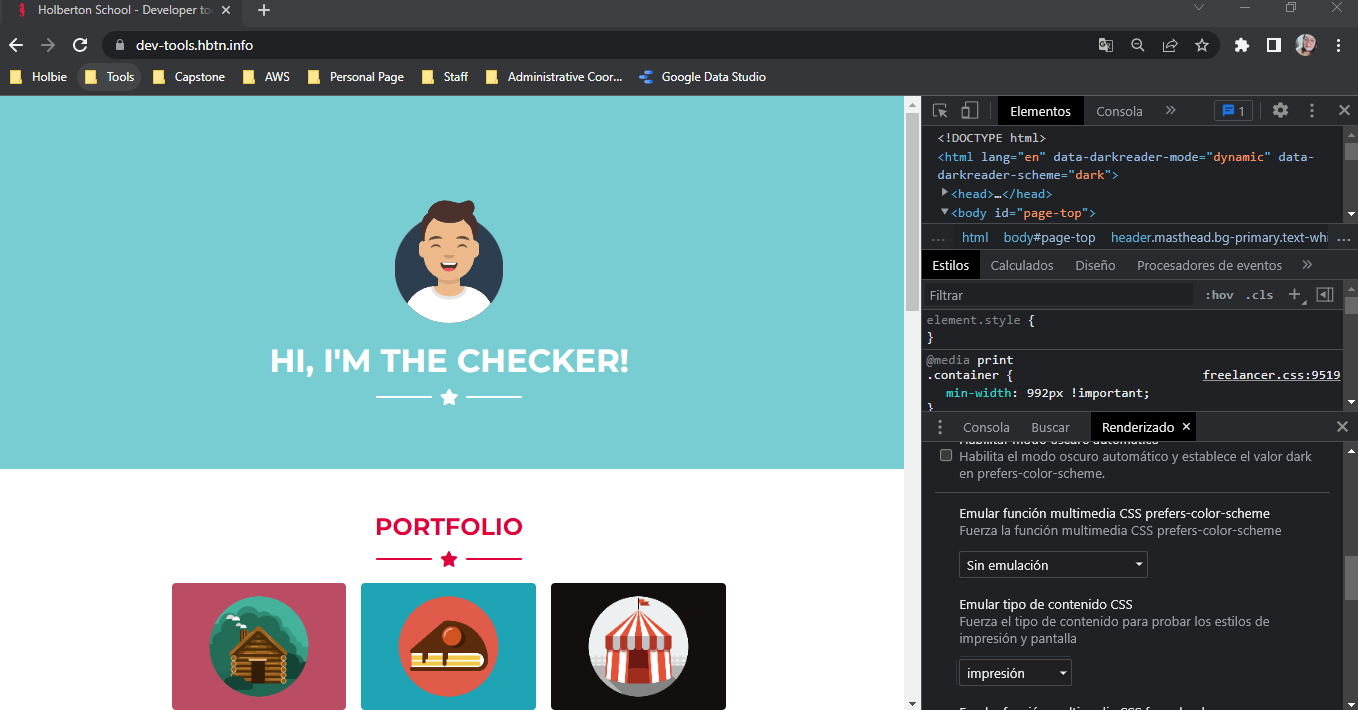 Holberton School - Developer to
dev-tools.hbtn.info
Holbie Tools Capstone AWS Personal Page Staff Administrative Coor... Google Data Studio
HI, I'M THE CHECKER!
PORTFOLIO
Elementos Consola » 1
<!DOCTYPE html>
<html lang="en" data-darkreader-mode="dynamic" data-
darkreader-scheme="dark">
<head>…</head>
<body id="page-top">
... html body#page-top header.masthead.bg-primary.text-whi ...
Estilos Calculados Diseño Procesadores de eventos »
Filtrar :hov .cls +
element.style {
}
@media print
.container { freelancer.css:9519
min-width: 992px !important;
}
Consola Buscar Renderizado ×
Habilitar modo oscuro automático
Habilita el modo oscuro automático y establece el valor dark
en prefers-color-scheme.
Emular función multimedia CSS prefers-color-scheme
Fuerza la función multimedia CSS prefers-color-scheme
Sin emulación
Emular tipo de contenido CSS
Fuerza el tipo de contenido para probar los estilos de
impresión y pantalla
impresión